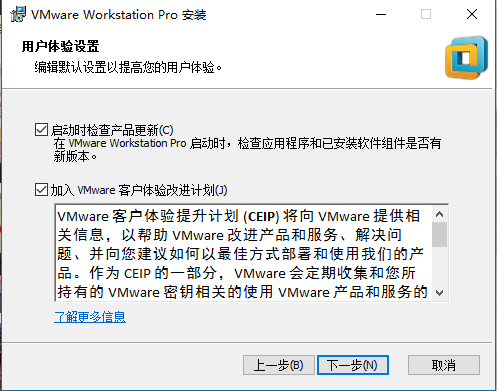 VMware Workstation Pro 安装
用户体验设置
编辑默认设置以提高您的用户体验。
启动时检查产品更新(C)
在 VMware Workstation Pro 启动时，检查应用程序和已安装软件组件是否有
新版本。
加入 VMware 客户体验改进计划(J)
VMware 客户体验提升计划 (CEIP) 将向 VMware 提供相
关信息，以帮助 VMware 改进产品和服务、解决问
题、并向您建议如何以最佳方式部署和使用我们的产
品。作为 CEIP 的一部分，VMware 会定期收集和您所
持有的 VMware 密钥相关的使用 VMware 产品和服务的
了解更多信息
上一步(B) 下一步(N) 取消